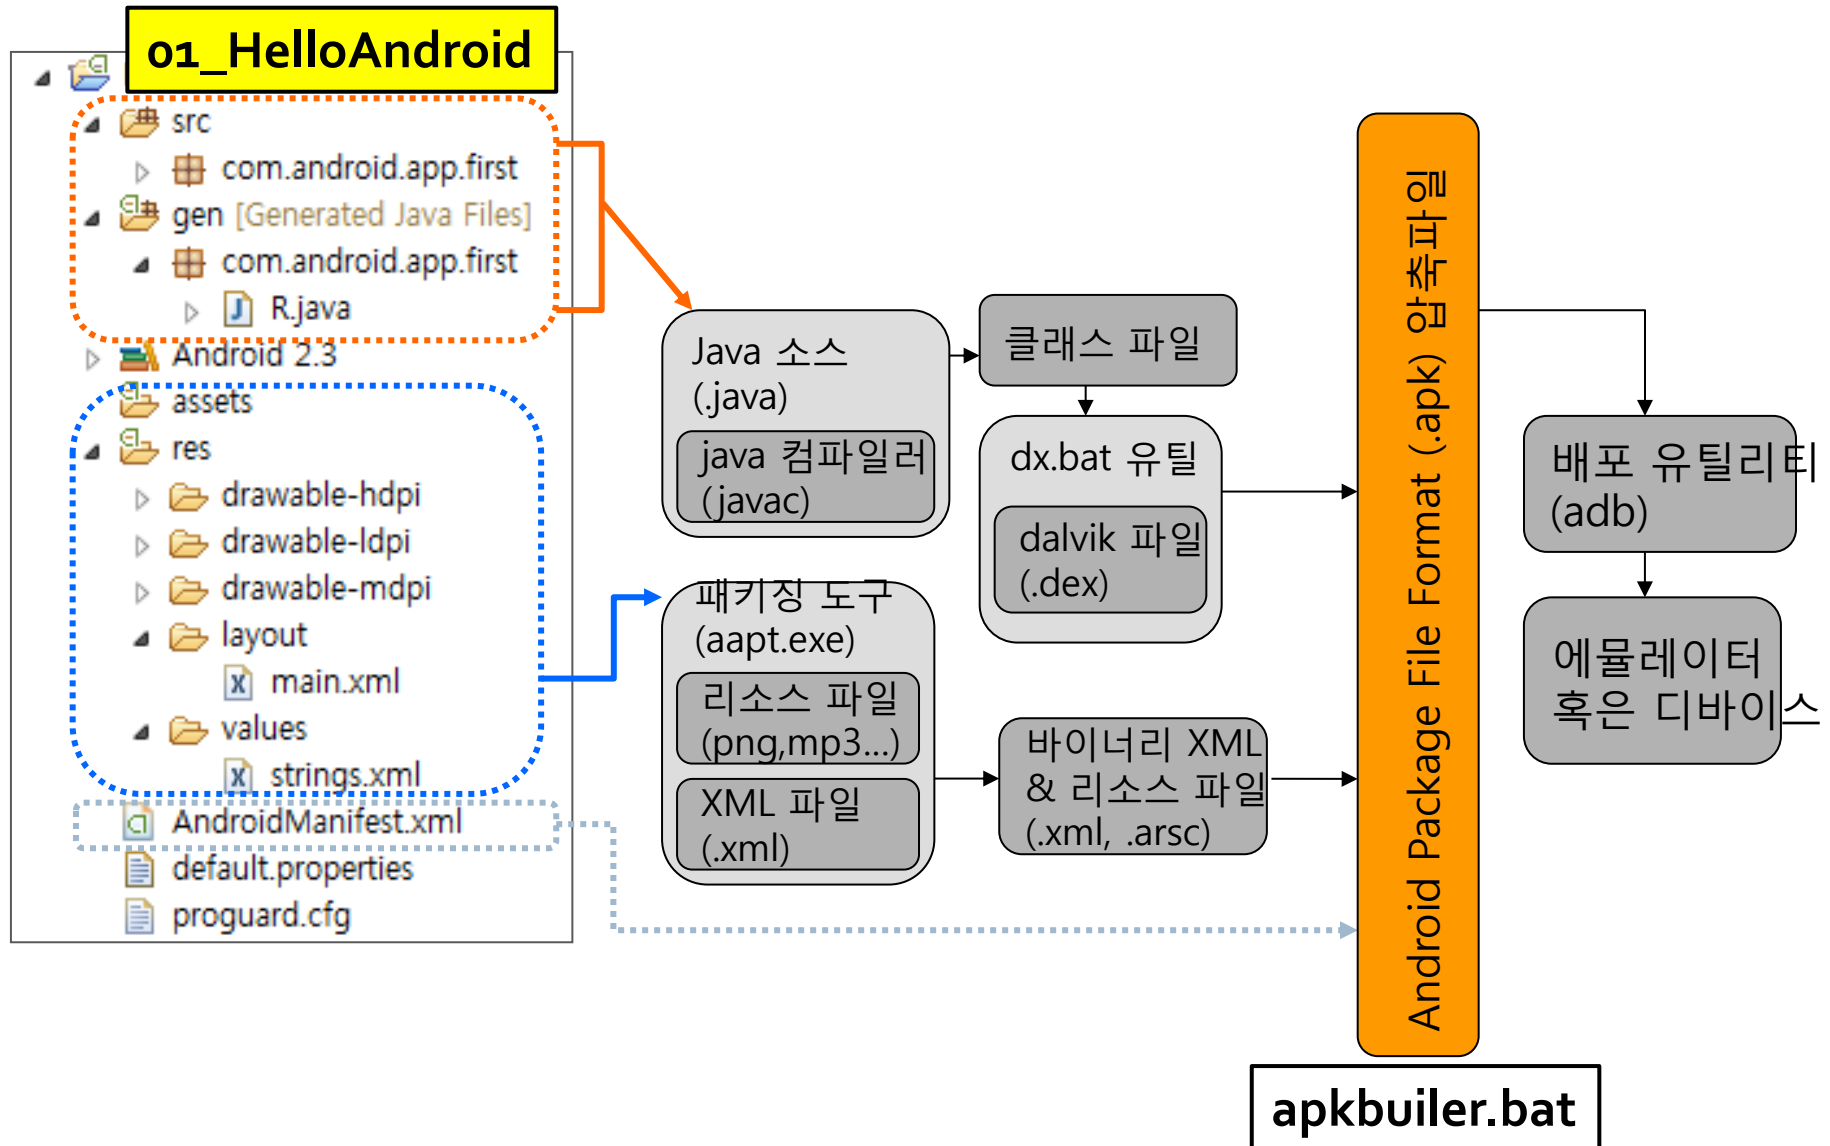 01_HelloAndroid
src
com.android.app.first
gen [Generated Java Files]
com.android.app.first
R.java
Android 2.3
assets
res
drawable-hdpi
drawable-ldpi
drawable-mdpi
layout
main.xml
values
strings.xml
AndroidManifest.xml
default.properties
proguard.cfg
Java 소스
(.java)
java 컴파일러
(javac)
클래스 파일
dx.bat 유틸
dalvik 파일
(.dex)
패키징 도구
(aapt.exe)
리소스 파일
(png,mp3...)
XML 파일
(.xml)
바이너리 XML
& 리소스 파일
(.xml, .arsc)
Android Package File Format (.apk) 압축파일
apkbuiler.bat
배포 유틸리티
(adb)
에뮬레이터
혹은 디바이스